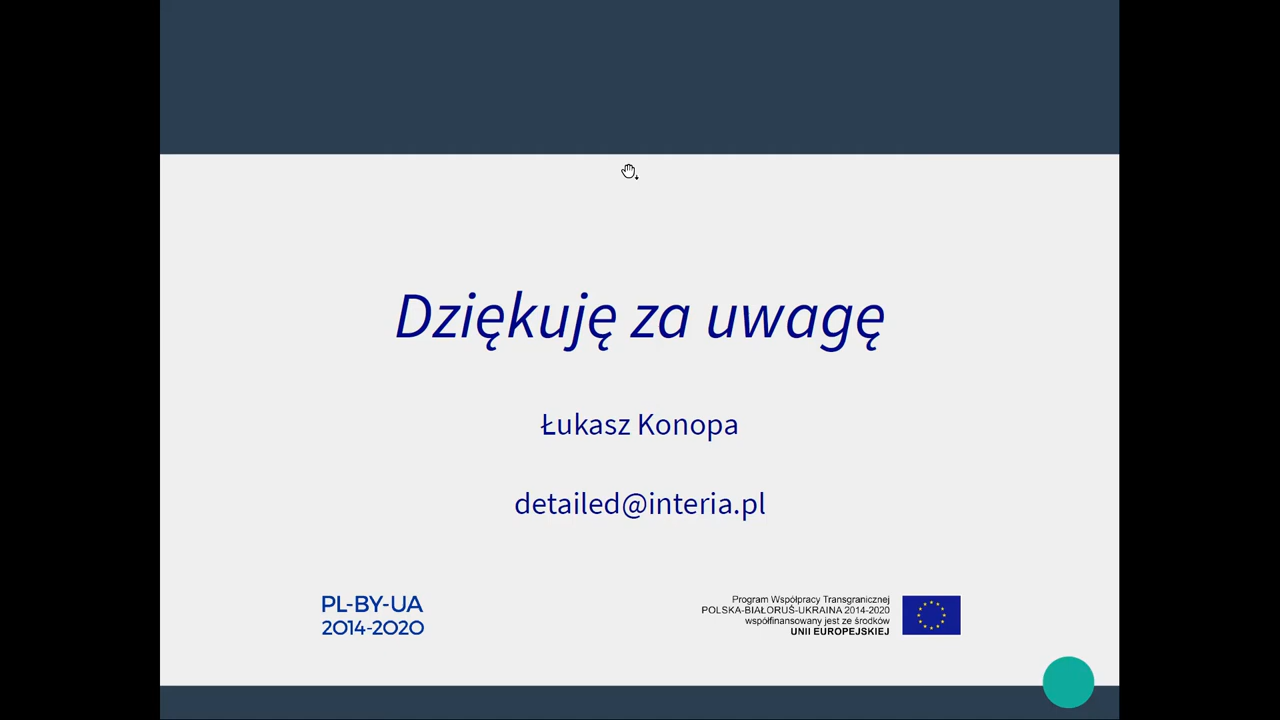 Dziękuję za uwagę
Łukasz Konopa
detailed@interia.pl
PL-BY-UA
2014-2020
Program Współpracy Transgranicznej
POLSKA-BIAŁORUŚ-UKRAINA 2014-2020
współfinansowany jest ze środków
UNII EUROPEJSKIEJ